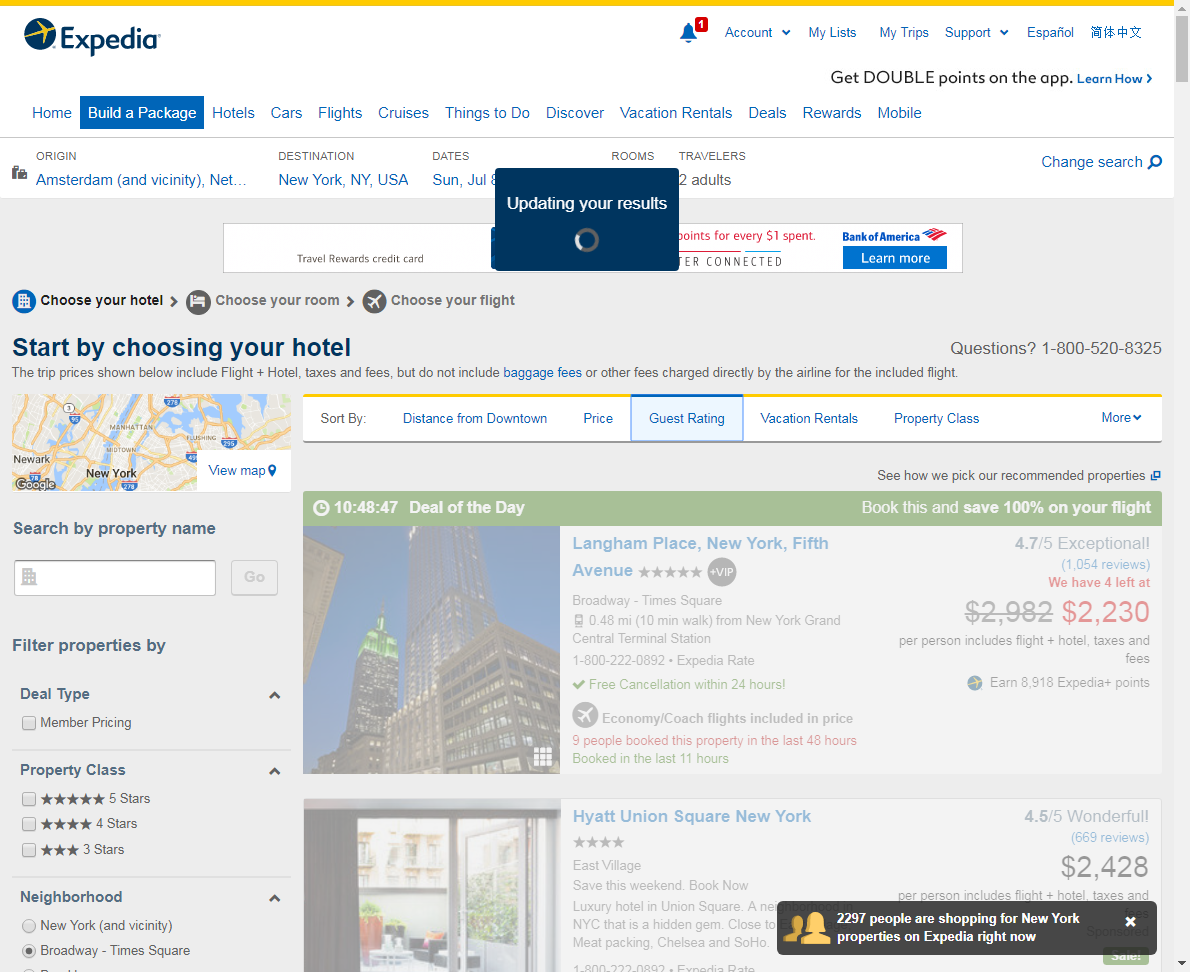 Expedia
1
Account
My Lists
My Trips
Support
Español
简体中文
Get DOUBLE points on the app. Learn How
Home
Build a Package
Hotels
Cars
Flights
Cruises
Things to Do
Discover
Vacation Rentals
Deals
Rewards
Mobile
ORIGIN
DESTINATION
DATES
ROOMS
TRAVELERS
Amsterdam (and vicinity), Net...
New York, NY, USA
Sun, Jul
2 adults
Change search
Updating your results
Travel Rewards credit card
points for every $1 spent.
CONNECTED
Bank of America
Learn more
Choose your hotel
Choose your room
Choose your flight
Start by choosing your hotel
Questions? 1-800-520-8325
The trip prices shown below include Flight + Hotel, taxes and fees, but do not include baggage fees or other fees charged directly by the airline for the included flight.
MANHATTAN
FLUSHING
MIDTOWN
Newark
New York
3
278
495
295
78
278
Google
View map
Sort By:
Distance from Downtown
Price
Guest Rating
Vacation Rentals
Property Class
More
See how we pick our recommended properties
Search by property name
Go
Filter properties by
Deal Type
Member Pricing
Property Class
5 Stars
4 Stars
3 Stars
Neighborhood
New York (and vicinity)
Broadway - Times Square
10:48:47 Deal of the Day
Book this and save 100% on your flight
Langham Place, New York, Fifth
Avenue
+VIP
Broadway - Times Square
0.48 mi (10 min walk) from New York Grand
Central Terminal Station
1-800-222-0892 • Expedia Rate
Free Cancellation within 24 hours!
Economy/Coach flights included in price
9 people booked this property in the last 48 hours
Booked in the last 11 hours
4.7/5 Exceptional!
(1,054 reviews)
We have 4 left at
$2,982 $2,230
per person includes flight + hotel, taxes and
fees
Earn 8,918 Expedia+ points
Hyatt Union Square New York
East Village
Save this weekend. Book Now
Luxury hotel in Union Square. A neighborhood in
NYC that is a hidden gem. Close to
Meat packing, Chelsea and SoHo.
1-800-222-0892 • Expedia Rate
4.5/5 Wonderful!
(669 reviews)
$2,428
per person includes flight + hotel, taxes and
fees
Sponsored
Sale!
2297 people are shopping for New York
properties on Expedia right now